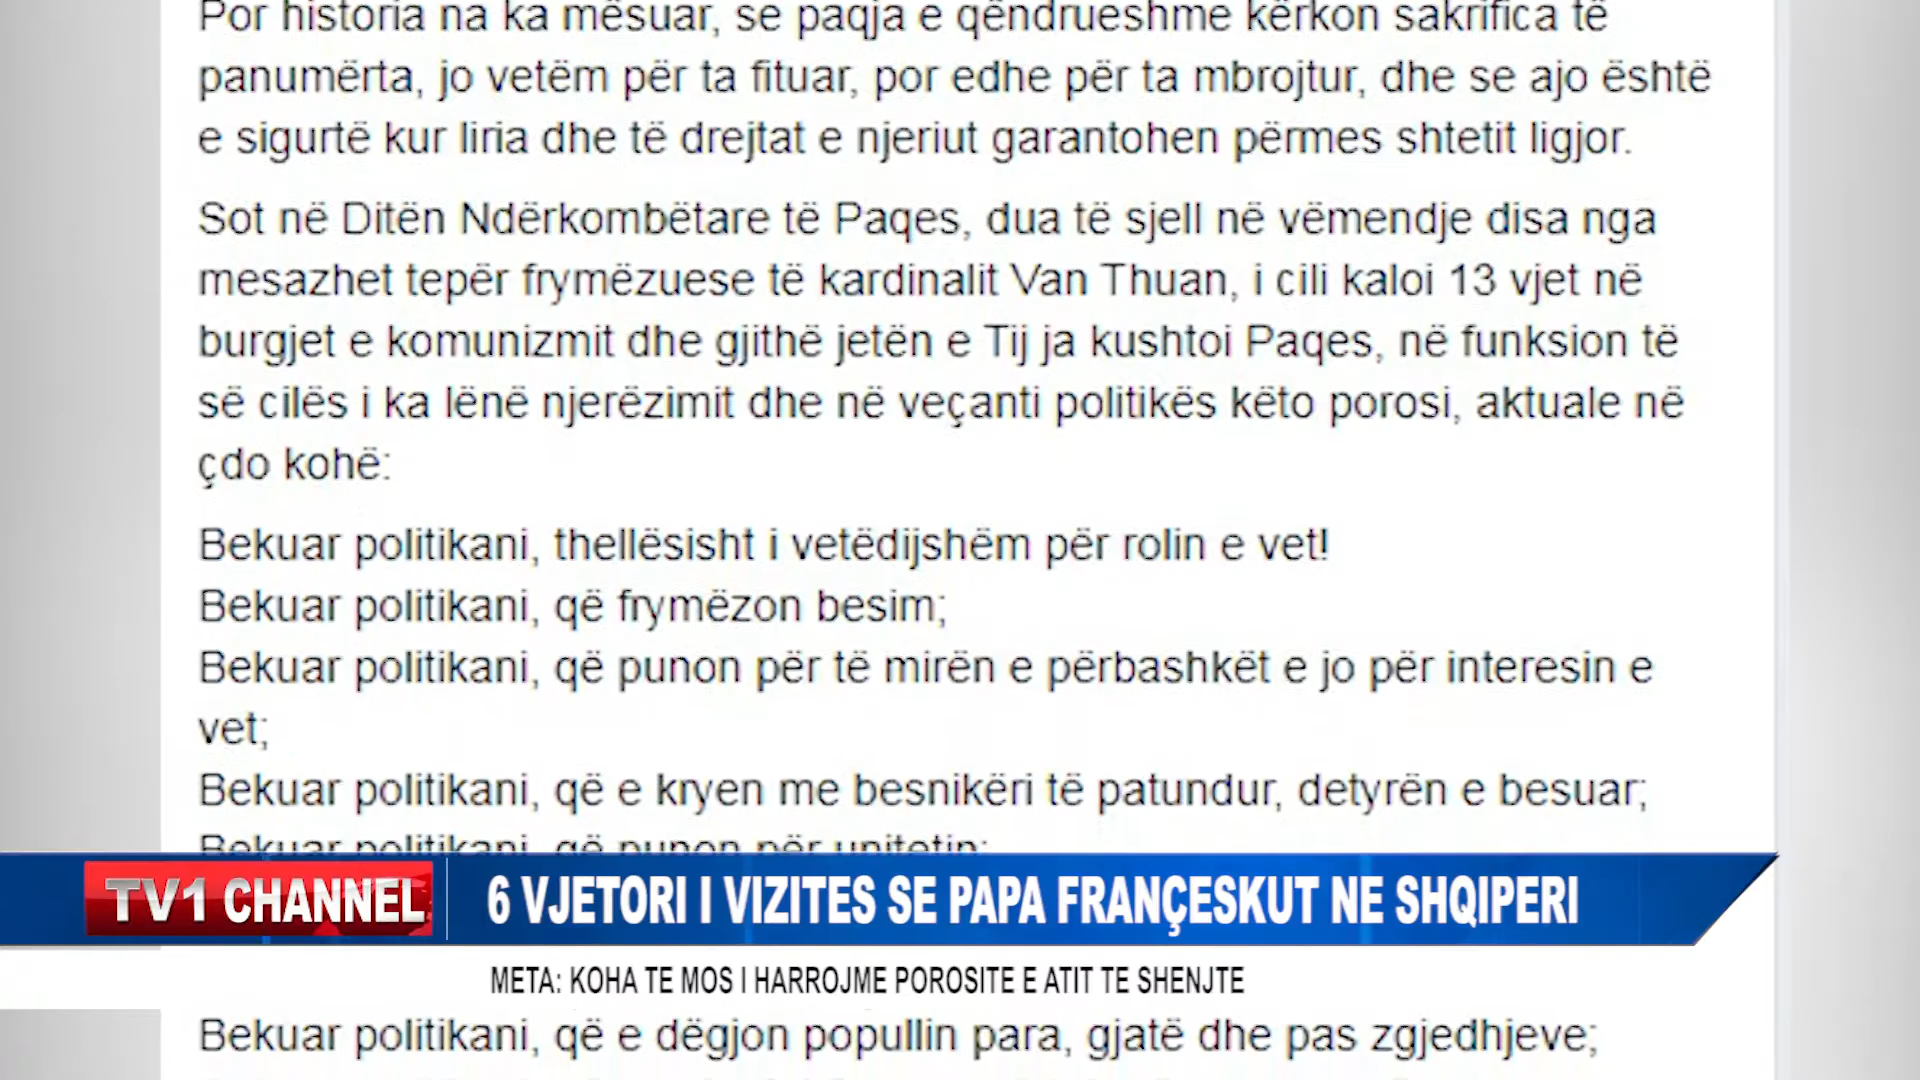 Por historia na ka mësuar, se paqja e qëndrueshme kërkon sakrifica të
panumërta, jo vetëm për ta fituar, por edhe për ta mbrojtur, dhe se ajo është
e sigurtë kur liria dhe të drejtat e njeriut garantohen përmes shtetit ligjor.
Sot në Ditën Ndërkombëtare të Paqes, dua të sjell në vëmendje disa nga
mesazhet tepër frymëzuese të kardinalit Van Thuan, i cili kaloi 13 vjet në
burgjet e komunizmit dhe gjithë jetën e Tij ja kushtoi Paqes, në funksion të
së cilës i ka lënë njerëzimit dhe në veçanti politikës këto porosi, aktuale në
çdo kohë:
Bekuar politikani, thellësisht i vetëdijshëm për rolin e vet!
Bekuar politikani, që frymëzon besim;
Bekuar politikani, që punon për të mirën e përbashkët e jo për interesin e
vet;
Bekuar politikani, që e kryen me besnikëri të patundur, detyrën e besuar;
Bekuar politikani, që punon për unitetin;
TV1 CHANNEL
6 VJETORI I VIZITES SE PAPA FRANÇESKUT NE SHQIPERI
META: KOHA TE MOS I HARROJME POROSITE E ATIT TE SHENJTE
Bekuar politikani, që e dëgjon popullin para, gjatë dhe pas zgjedhjeve;